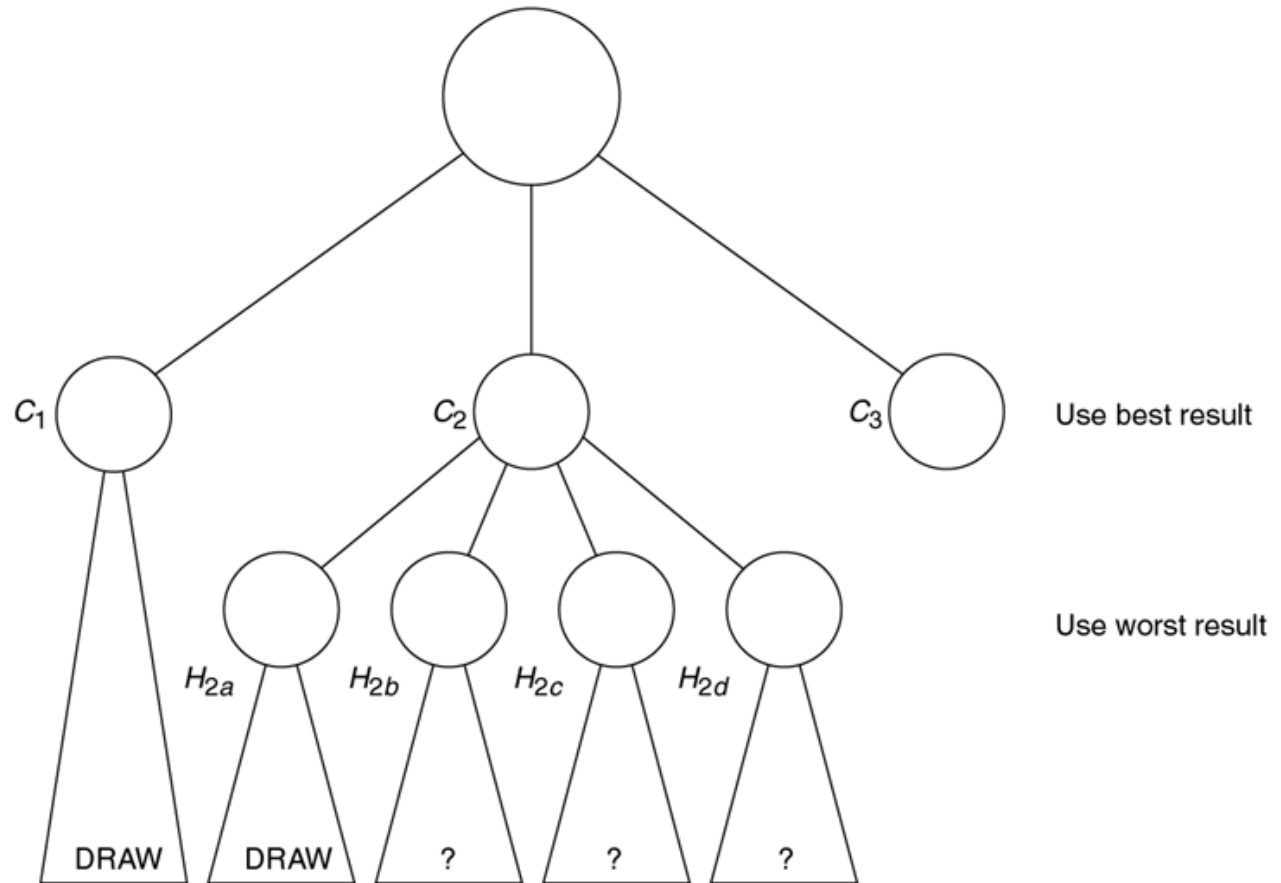 C1
C2
C3
Use best result
Use worst result
H2a
H2b
H2c
H2d
DRAW
DRAW
?
?
?